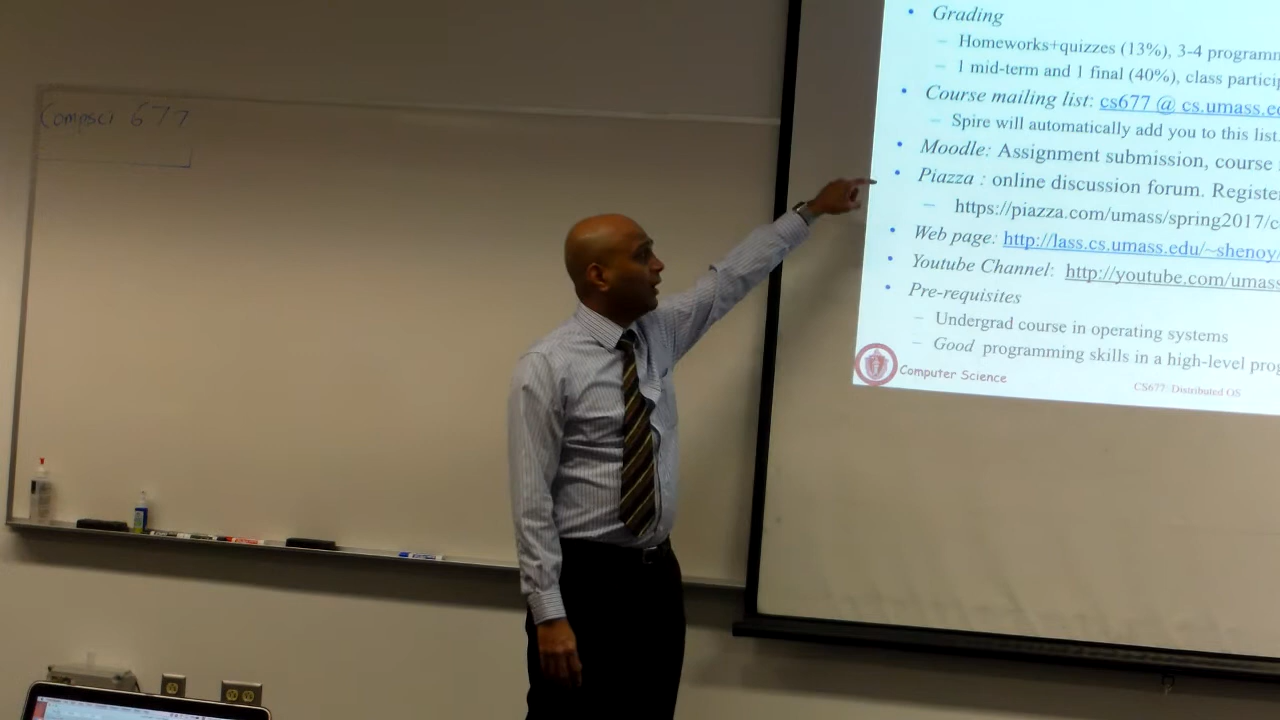 Compsci 677
• Grading
– Homeworks+quizzes (13%), 3-4 programm
– 1 mid-term and 1 final (40%), class particip
• Course mailing list: cs677 @ cs.umass.ed
– Spire will automatically add you to this list.
• Moodle: Assignment submission, course
• Piazza : online discussion forum. Register
– https://piazza.com/umass/spring2017/c
• Web page: http://lass.cs.umass.edu/~shenoy/
• Youtube Channel: http://youtube.com/umass
• Pre-requisites
– Undergrad course in operating systems
– Good programming skills in a high-level prog
Computer Science
CS677: Distributed OS